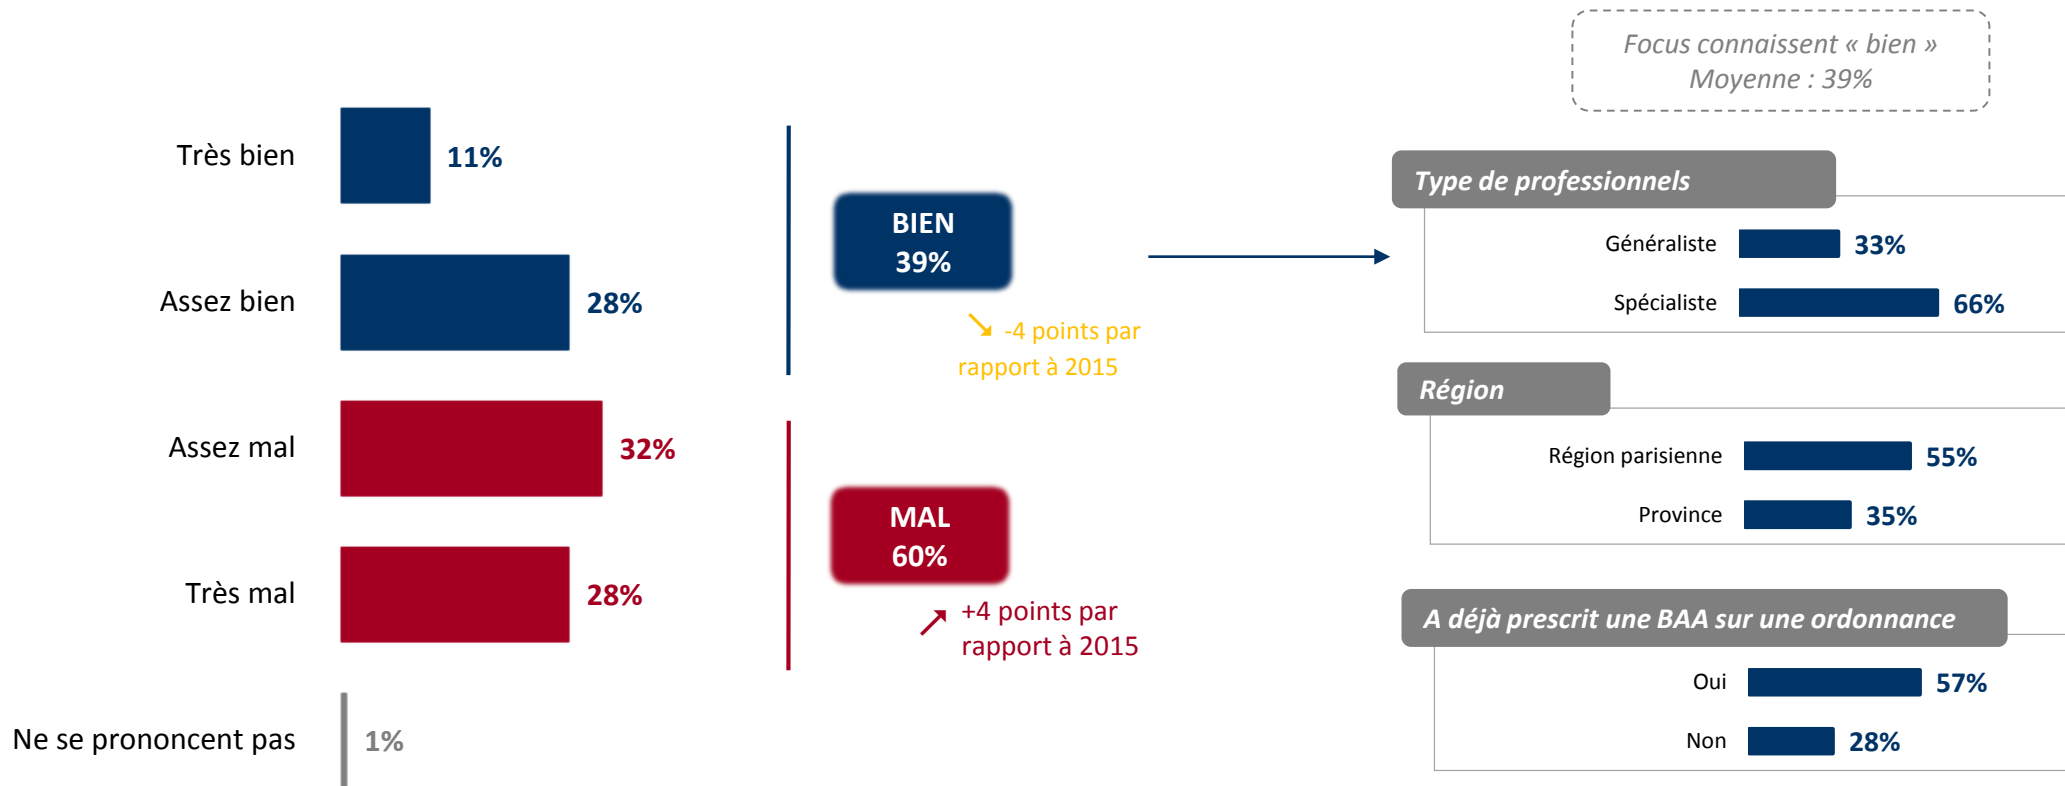 Focus connaissent « bien »
Moyenne : 39%
Très bien 11%
Assez bien 28%
Assez mal 32%
Très mal 28%
Ne se prononcent pas 1%
BIEN
39%
➘ -4 points par
rapport à 2015
MAL
60%
➚ +4 points par
rapport à 2015
Type de professionnels
Généraliste 33%
Spécialiste 66%
Région
Région parisienne 55%
Province 35%
A déjà prescrit une BAA sur une ordonnance
Oui 57%
Non 28%